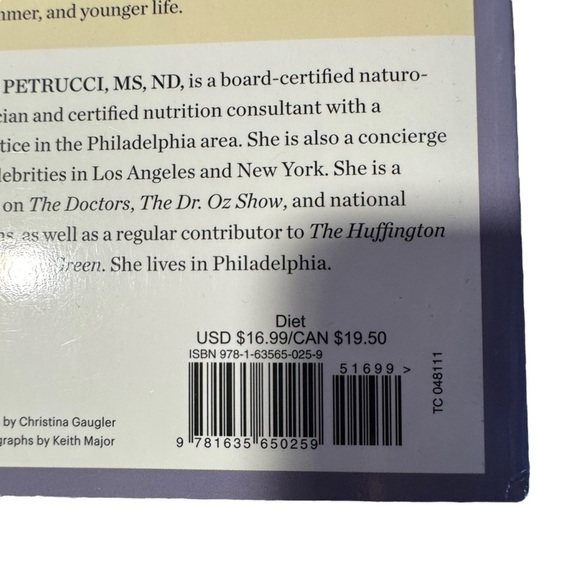 mmer, and younger life.
PETRUCCI, MS, ND, is a board-certified naturo-
cian and certified nutrition consultant with a
tice in the Philadelphia area. She is also a concierge
lebrities in Los Angeles and New York. She is a
on The Doctors, The Dr. Oz Show, and national
ns, as well as a regular contributor to The Huffington
Green. She lives in Philadelphia.
Diet
USD $16.99/CAN $19.50
ISBN 978-1-63565-025-9
51699 >
9 781635 650259
TC 048111
by Christina Gaugler
graphs by Keith Major